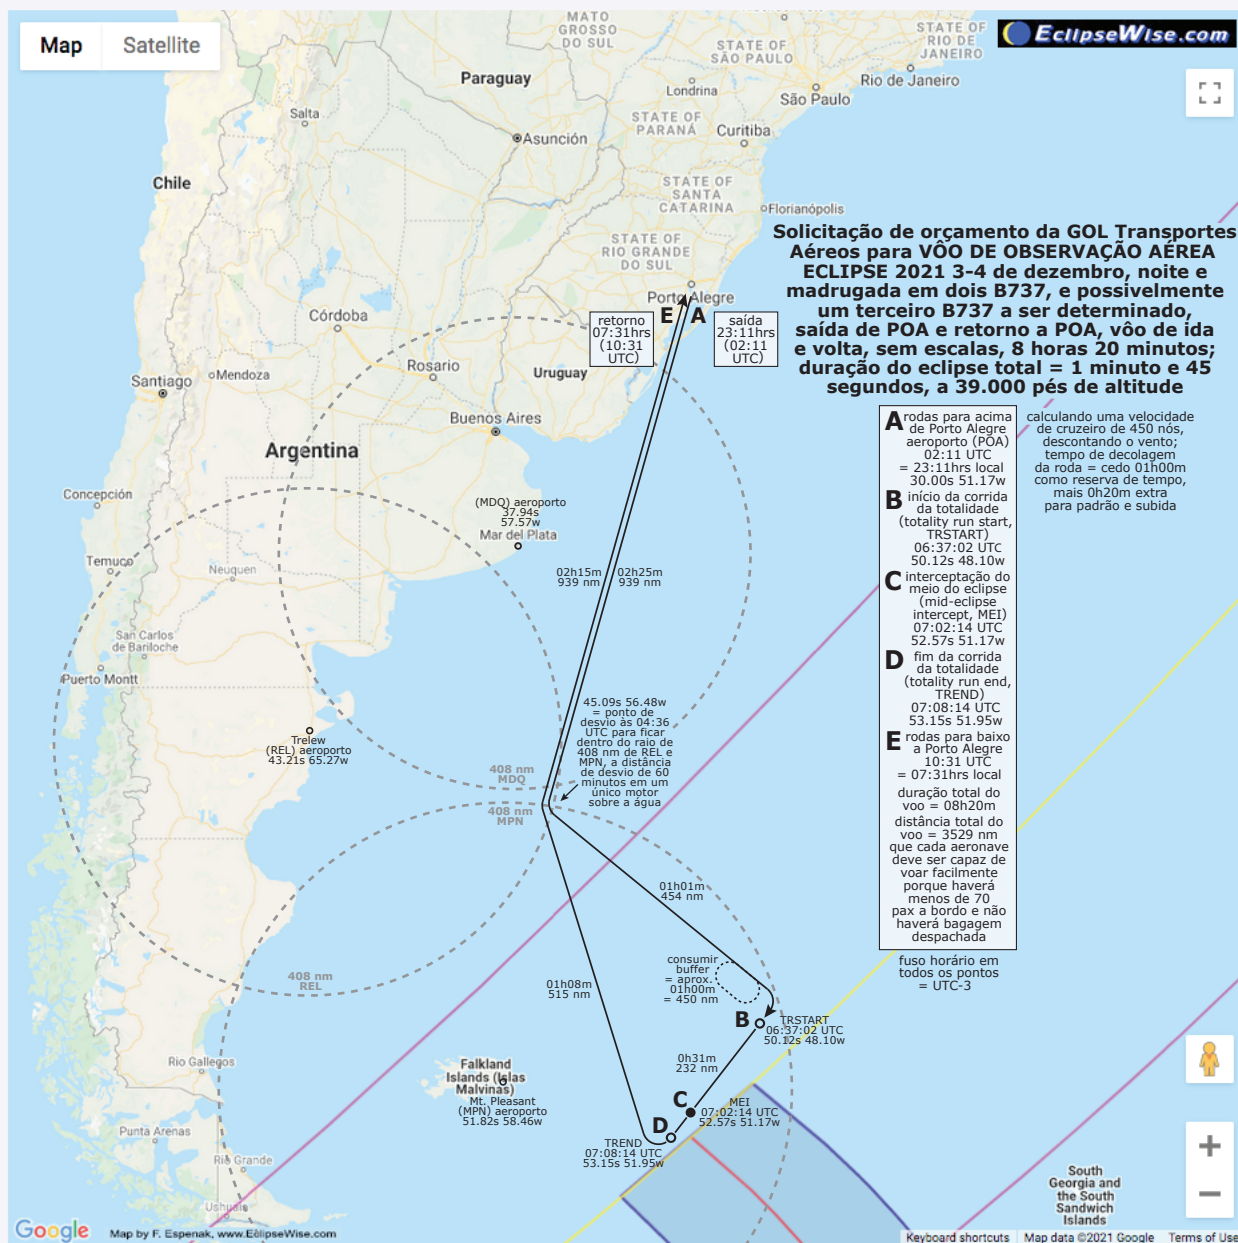 Map
Satellite
EclipseWise.com
MATO
GROSSO
DO SUL
STATE OF
SÃO PAULO
STATE OF
RIO DE
JANEIRO
Paraguay
Londrina
Rio de Janeiro
São Paulo
Salta
STATE OF
PARANÁ
Asunción
Curitiba
Chile
STATE OF
SANTA
CATARINA
Florianópolis
STATE OF
RIO GRANDE
DO SUL
Solicitação de orçamento da GOL Transportes
Aéreos para VÔO DE OBSERVAÇÃO AÉREA
ECLIPSE 2021 3-4 de dezembro, noite e
madrugada em dois B737, e possivelmente
um terceiro B737 a ser determinado,
saída de POA e retorno a POA, vôo de ida
e volta, sem escalas, 8 horas 20 minutos;
duração do eclipse total = 1 minuto e 45
segundos, a 39.000 pés de altitude
Porto Alegre
E A
retorno
07:31hrs
(10:31
UTC)
saída
23:11hrs
(02:11
UTC)
Córdoba
Mendoza
Rosario
Uruguay
Santiago
Buenos Aires
Argentina
Concepción
(MDQ) aeroporto
37.94s
57.57w
Mar del Plata
Temuco
Neuquen
02h15m
939 nm
02h25m
939 nm
San Carlos
de Bariloche
Puerto Montt
Trelew
(REL) aeroporto
43.21s 65.27w
45.09s 56.48w
= ponto de
desvio às 04:36
UTC para ficar
dentro do raio de
408 nm de REL e
MPN, a distância
de desvio de 60
minutos em um
único motor
sobre a água
408 nm
MDQ
408 nm
MPN
408 nm
REL
01h01m
454 nm
consumir
buffer
= aprox.
01h00m
= 450 nm
01h08m
515 nm
B
TRSTART
06:37:02 UTC
50.12s 48.10w
0h31m
232 nm
Rio Gallegos
Falkland
Islands (Islas
Malvinas)
Mt. Pleasant
(MPN) aeroporto
51.82s 58.46w
C
MEI
07:02:14 UTC
52.57s 51.17w
D
TREND
07:08:14 UTC
53.15s 51.95w
Punta Arenas
Río Grande
Ushuaia
South
Georgia and
the South
Sandwich
Islands
A rodas para acima
de Porto Alegre
aeroporto (POA)
02:11 UTC
= 23:11hrs local
30.00s 51.17w
B início da corrida
da totalidade
(totality run start,
TRSTART)
06:37:02 UTC
50.12s 48.10w
C interceptação do
meio do eclipse
(mid-eclipse
intercept, MEI)
07:02:14 UTC
52.57s 51.17w
D fim da corrida
da totalidade
(totality run end,
TREND)
07:08:14 UTC
53.15s 51.95w
E rodas para baixo
a Porto Alegre
10:31 UTC
= 07:31hrs local
duração total do
voo = 08h20m
distância total do
voo = 3529 nm
que cada aeronave
deve ser capaz de
voar facilmente
porque haverá
menos de 70
pax a bordo e não
haverá bagagem
despachada
fuso horário em
todos os pontos
= UTC-3
calculando uma velocidade
de cruzeiro de 450 nós,
descontando o vento;
tempo de decolagem
da roda = cedo 01h00m
como reserva de tempo,
mais 0h20m extra
para padrão e subida
+
−
Google
Map by F. Espenak, www.EclipseWise.com
Keyboard shortcuts
Map data ©2021 Google
Terms of Use